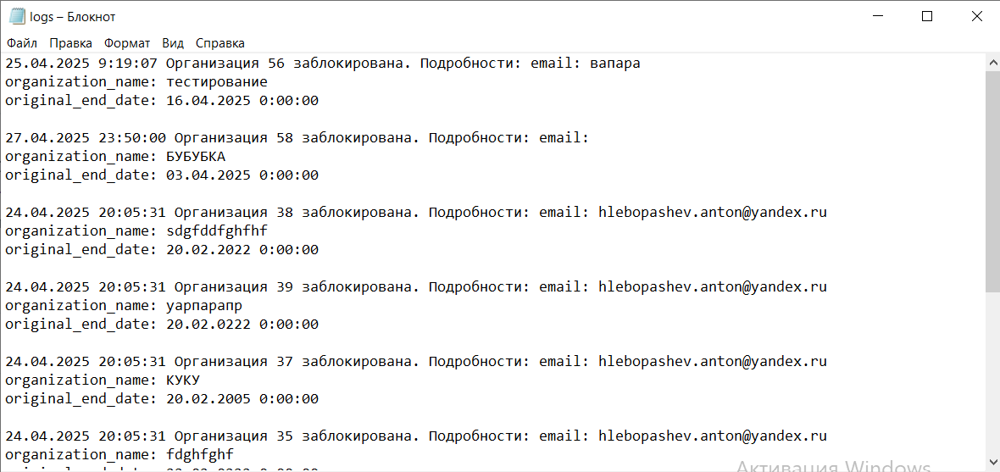 logs – Блокнот
Файл Правка Формат Вид Справка
25.04.2025 9:19:07 Организация 56 заблокирована. Подробности: email: вапара
organization_name: тестирование
original_end_date: 16.04.2025 0:00:00
27.04.2025 23:50:00 Организация 58 заблокирована. Подробности: email:
organization_name: БУБУБКА
original_end_date: 03.04.2025 0:00:00
24.04.2025 20:05:31 Организация 38 заблокирована. Подробности: email: hlebopashev.anton@yandex.ru
organization_name: sdgfddfghfhf
original_end_date: 20.02.2022 0:00:00
24.04.2025 20:05:31 Организация 39 заблокирована. Подробности: email: hlebopashev.anton@yandex.ru
organization_name: уарпарапр
original_end_date: 20.02.0222 0:00:00
24.04.2025 20:05:31 Организация 37 заблокирована. Подробности: email: hlebopashev.anton@yandex.ru
organization_name: КУКУ
original_end_date: 20.02.2005 0:00:00
24.04.2025 20:05:31 Организация 35 заблокирована. Подробности: email: hlebopashev.anton@yandex.ru
organization_name: fdghfghf
Активация Windows